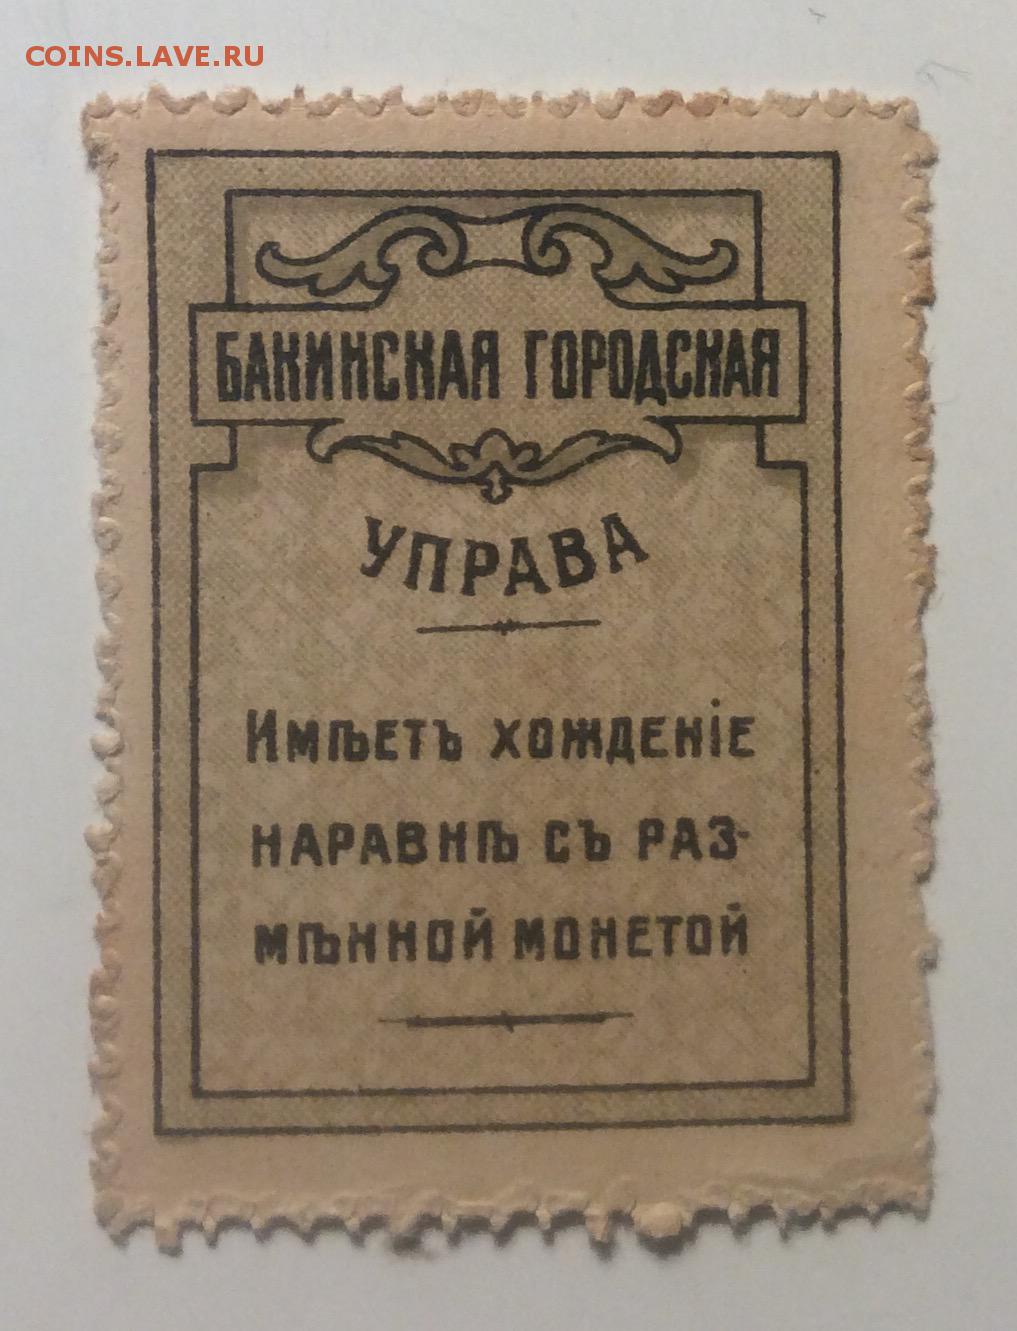 COINS.LAVE.RU
БАКИНСКАЯ ГОРОДСКАЯ
УПРАВА
Имѣетъ хожденіе
наравнѣ съ раз-
мѣнной монетой